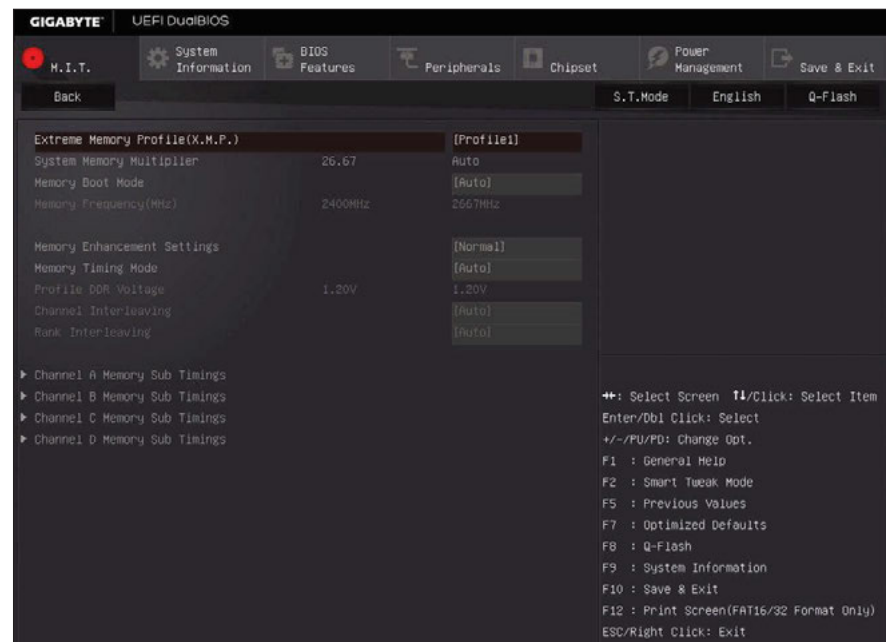 GIGABYTE™ UEFI DualBIOS
M.I.T. System Information BIOS Features Peripherals Chipset Power Management Save & Exit
Back S.T.Mode English Q-Flash
Extreme Memory Profile(X.M.P.) [Profile1]
System Memory Multiplier 26.67 Auto
Memory Boot Mode [Auto]
Memory Frequency(MHz) 2400MHz 2667MHz
Memory Enhancement Settings [Normal]
Memory Timing Mode [Auto]
Profile DDR Voltage 1.20V 1.20V
Channel Interleaving [Auto]
Rank Interleaving [Auto]
Channel A Memory Sub Timings
Channel B Memory Sub Timings
Channel C Memory Sub Timings
Channel D Memory Sub Timings
→←: Select Screen ↑↓/Click: Select Item
Enter/Dbl Click: Select
+/-/PU/PD: Change Opt.
F1 : General Help
F2 : Smart Tweak Mode
F5 : Previous Values
F7 : Optimized Defaults
F8 : Q-Flash
F9 : System Information
F10 : Save & Exit
F12 : Print Screen(FAT16/32 Format Only)
ESC/Right Click: Exit